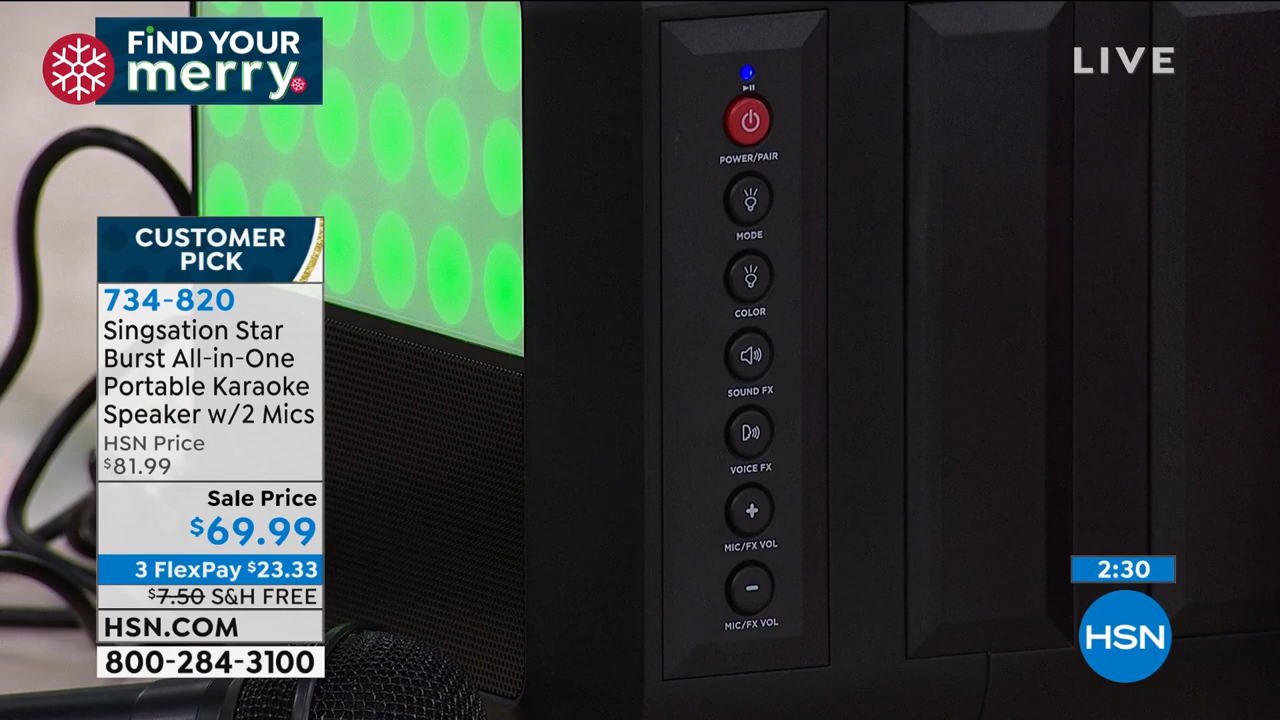 FiND YOUR
merry
LIVE
POWER/PAIR
MODE
COLOR
SOUND FX
VOICE FX
MIC/FX VOL
MIC/FX VOL
CUSTOMER
PICK
734-820
Singsation Star
Burst All-in-One
Portable Karaoke
Speaker w/2 Mics
HSN Price
$81.99
Sale Price
$69.99
3 FlexPay $23.33
$7.50 S&H FREE
HSN.COM
800-284-3100
2:30
HSN